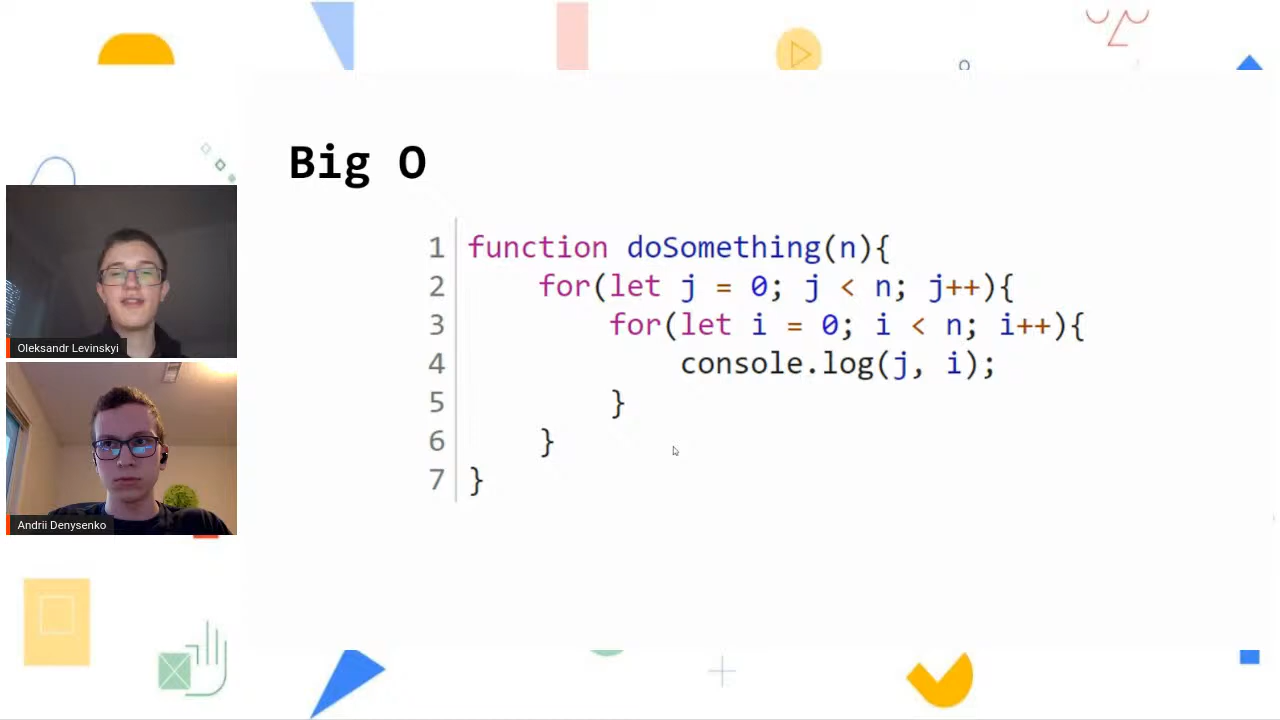 Big O
1 function doSomething(n){
2 for(let j = 0; j < n; j++){
3 for(let i = 0; i < n; i++){
4 console.log(j, i);
5 }
6 }
7 }
Oleksandr Levinskyi
Andrii Denysenko